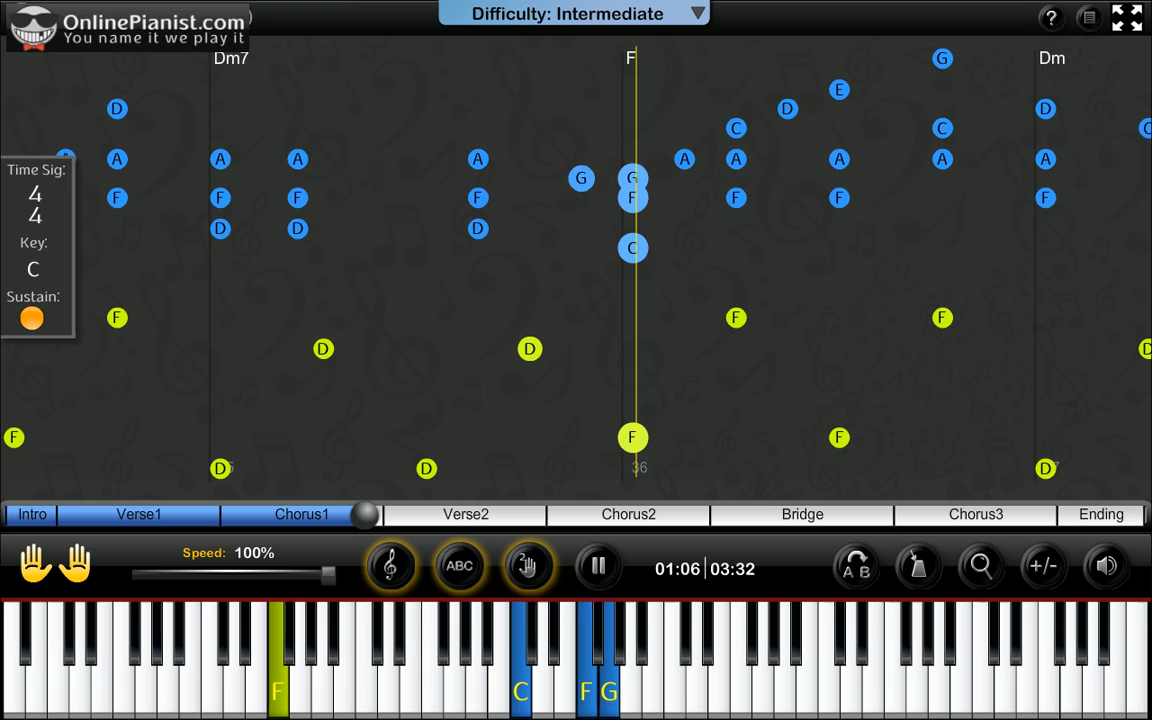 OnlinePianist.com
You name it we play it
Difficulty: Intermediate
?
Dm7
F
Dm
G
E
D
D
D
C
C
A
A
A
A
A
A
A
A
A
G
G
F
F
F
F
F
F
F
F
D
D
D
C
Time Sig:
4
4
Key:
C
Sustain:
F
F
F
D
D
F
F
F
D
D
D
36
Intro
Verse1
Chorus1
Verse2
Chorus2
Bridge
Chorus3
Ending
Speed: 100%
ABC
2
01:06 | 03:32
A B
+/-
F
C
F
G